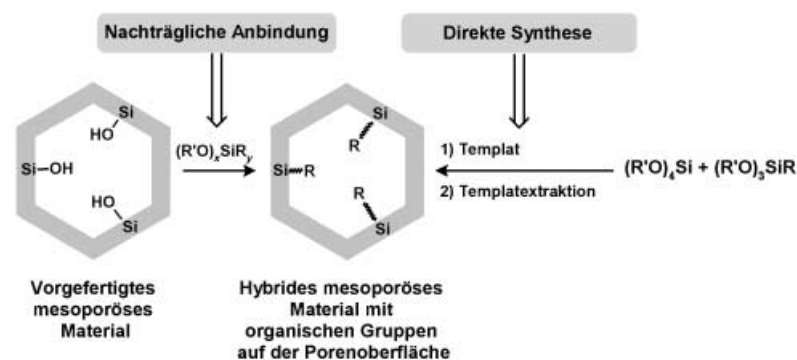 Nachträgliche Anbindung
Direkte Synthese
Si
HO
Si-OH
HO
Si
(R'O)ₓSiRᵧ
Si
R
Si-R
R
Si
1) Templat
2) Templatextraktion
(R'O)₄Si + (R'O)₃SiR
Vorgefertigtes
mesoporöses
Material
Hybrides mesoporöses
Material mit
organischen Gruppen
auf der Porenoberfläche